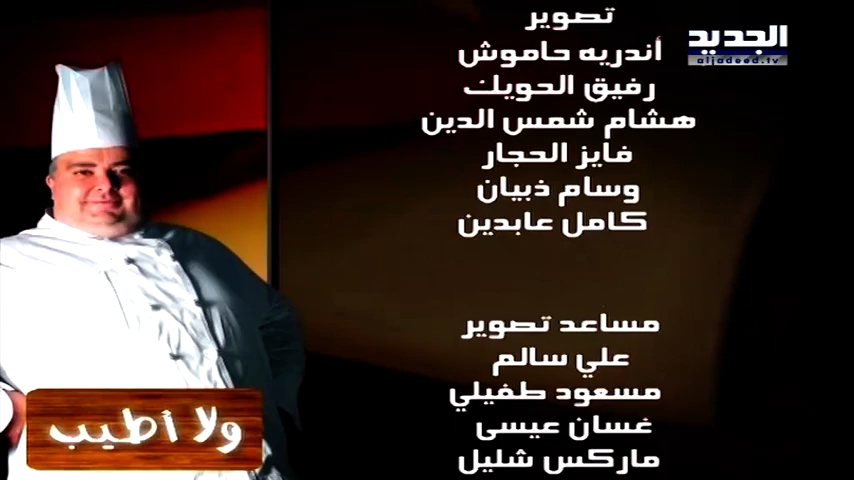 تصوير
أندريه حاموش
رفيق الحويك
هشام شمس الدين
فايز الحجار
وسام ذبيان
كامل عابدين
مساعد تصوير
علي سالم
مسعود طفيلي
غسان عيسى
ماركس شليل
الجديد
aljadeed.tv
ولا أطيب